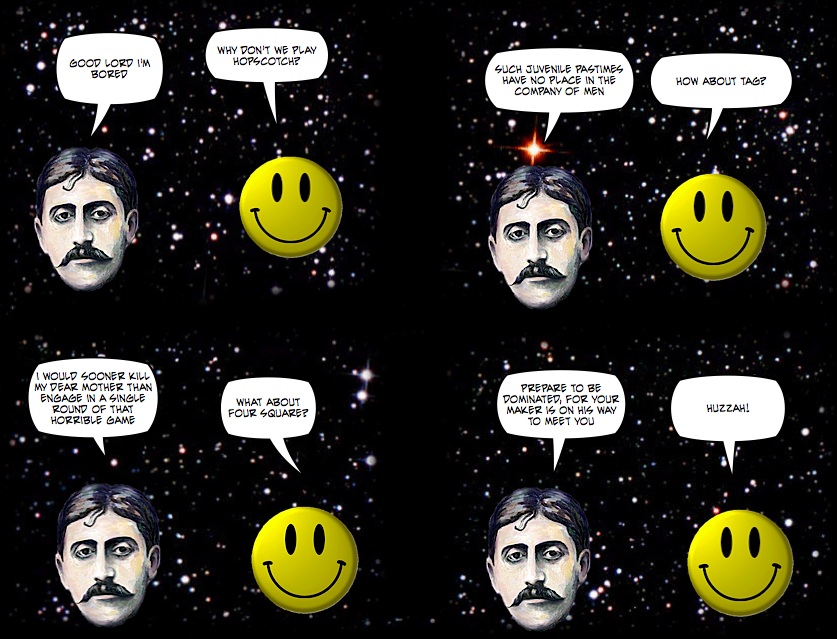 GOOD LORD I'M
BORED
WHY DON'T WE PLAY
HOPSCOTCH?
SUCH JUVENILE PASTIMES
HAVE NO PLACE IN THE
COMPANY OF MEN
HOW ABOUT TAG?
I WOULD SOONER KILL
MY DEAR MOTHER THAN
ENGAGE IN A SINGLE
ROUND OF THAT
HORRIBLE GAME
WHAT ABOUT
FOUR SQUARE?
PREPARE TO BE
DOMINATED, FOR YOUR
MAKER IS ON HIS WAY
TO MEET YOU
HUZZAH!